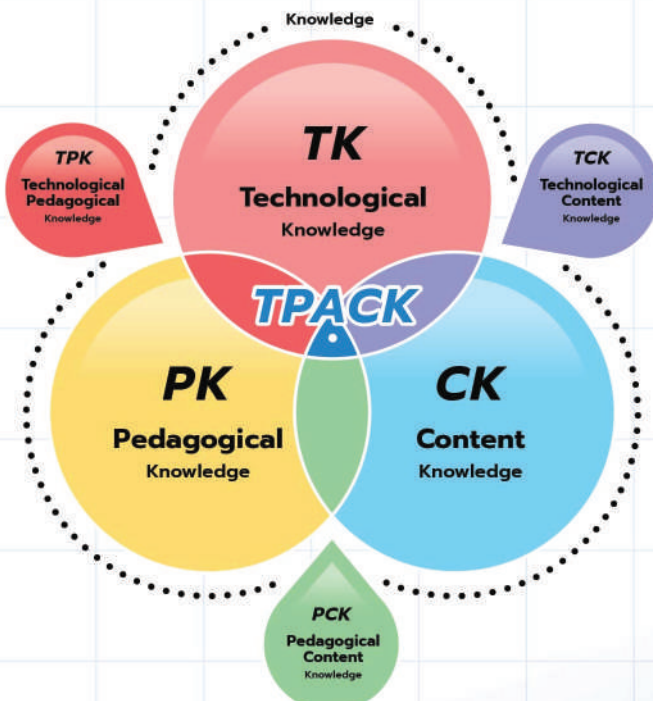 Knowledge
TK
Technological
Knowledge
TPK
Technological
Pedagogical
Knowledge
TCK
Technological
Content
Knowledge
TPACK
PK
Pedagogical
Knowledge
CK
Content
Knowledge
PCK
Pedagogical
Content
Knowledge